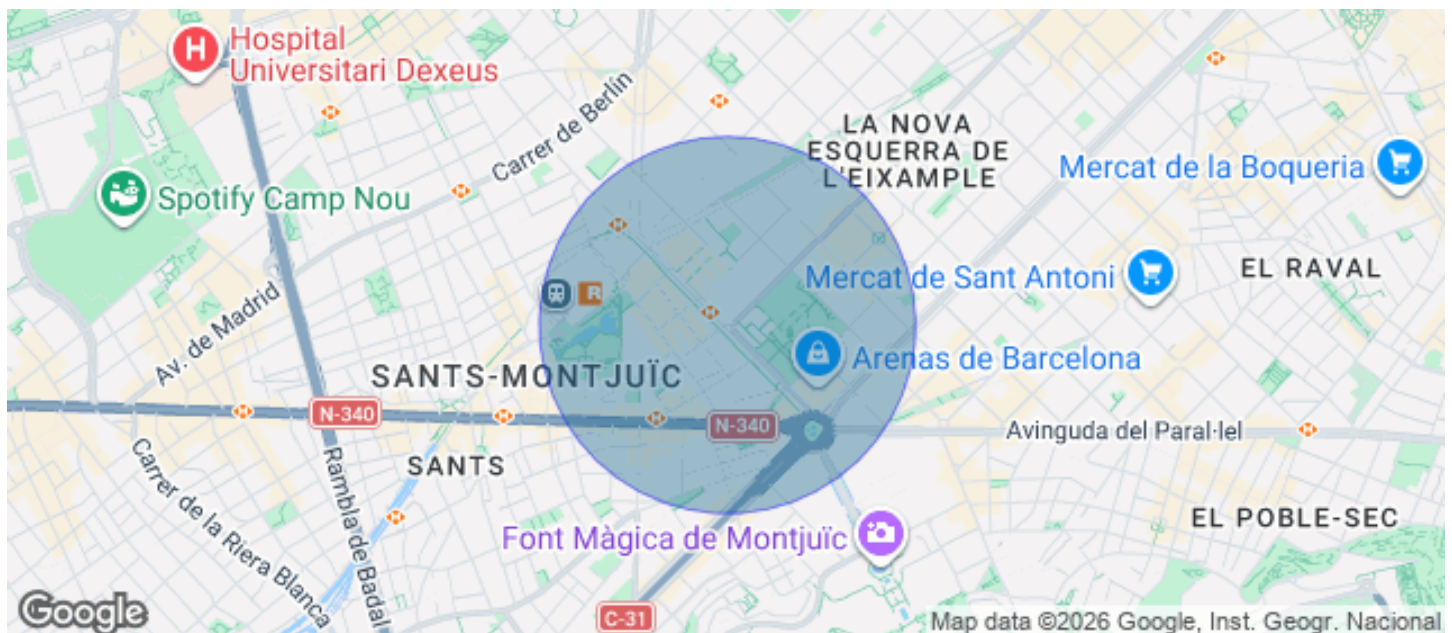 Hospital
Universitari Dexeus
H
Carrer de Berlín
LA NOVA
ESQUERRA DE
L'EIXAMPLE
Mercat de la Boqueria
Spotify Camp Nou
Mercat de Sant Antoni
EL RAVAL
R
Av. de Madrid
Arenas de Barcelona
SANTS-MONTJUÏC
N-340
N-340
Avinguda del Paral·lel
SANTS
Carrer de la Riera Blanca
Rambla de Badal
EL POBLE-SEC
Font Màgica de Montjuïc
C-31
Google
Map data ©2026 Google, Inst. Geogr. Nacional